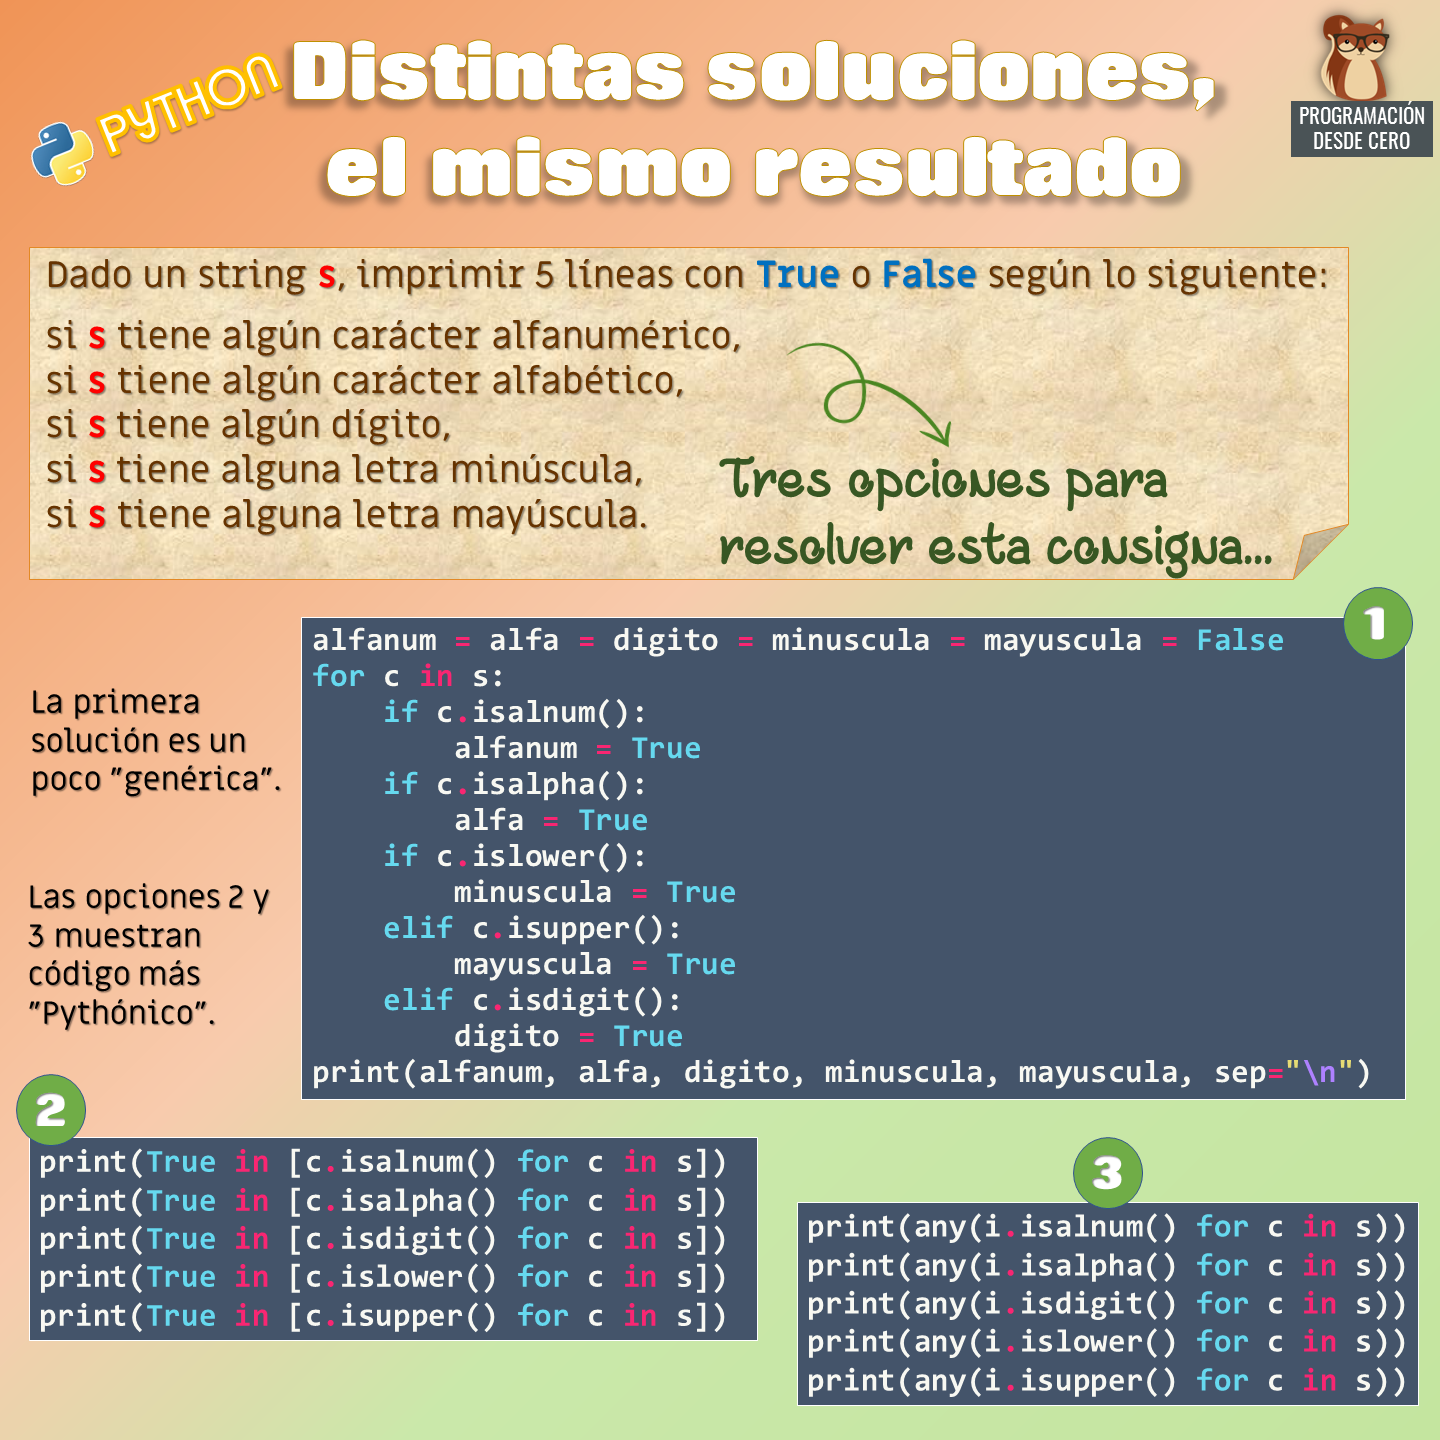 PYTHON
Distintas soluciones,
el mismo resultado
PROGRAMACIÓN
DESDE CERO
Dado un string s, imprimir 5 líneas con True o False según lo siguiente:
si s tiene algún carácter alfanumérico,
si s tiene algún carácter alfabético,
si s tiene algún dígito,
si s tiene alguna letra minúscula,
si s tiene alguna letra mayúscula.
Tres opciones para
resolver esta consigna...
La primera
solución es un
poco "genérica".
Las opciones 2 y
3 muestran
código más
"Pythónico".
1
alfanum = alfa = digito = minuscula = mayuscula = False
for c in s:
    if c.isalnum():
        alfanum = True
    if c.isalpha():
        alfa = True
    if c.islower():
        minuscula = True
    elif c.isupper():
        mayuscula = True
    elif c.isdigit():
        digito = True
print(alfanum, alfa, digito, minuscula, mayuscula, sep="\n")
2
print(True in [c.isalnum() for c in s])
print(True in [c.isalpha() for c in s])
print(True in [c.isdigit() for c in s])
print(True in [c.islower() for c in s])
print(True in [c.isupper() for c in s])
3
print(any(i.isalnum() for c in s))
print(any(i.isalpha() for c in s))
print(any(i.isdigit() for c in s))
print(any(i.islower() for c in s))
print(any(i.isupper() for c in s))